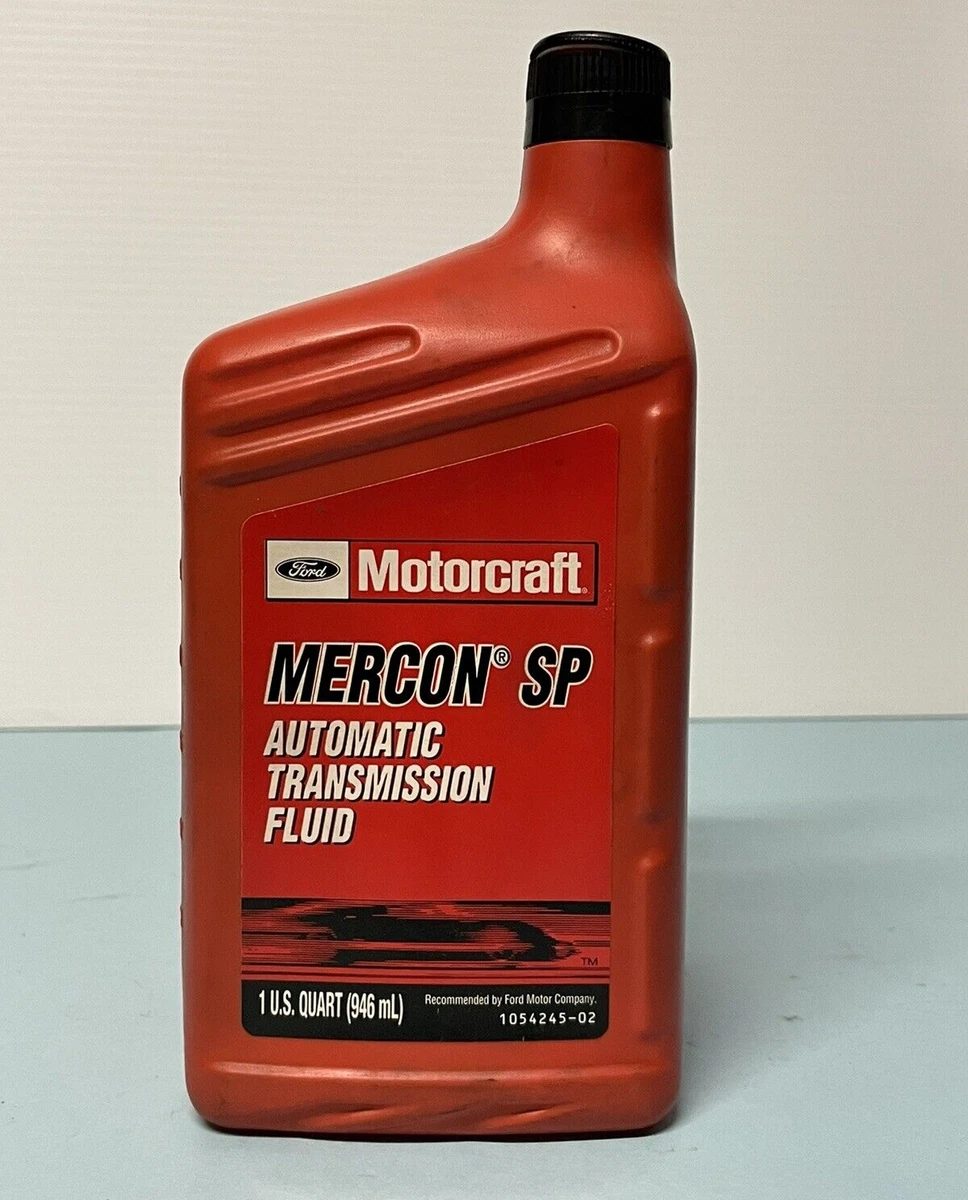 Ford Motorcraft®
MERCON® SP
AUTOMATIC
TRANSMISSION
FLUID
TM
1 U.S. QUART (946 mL) Recommended by Ford Motor Company.
1054245-02